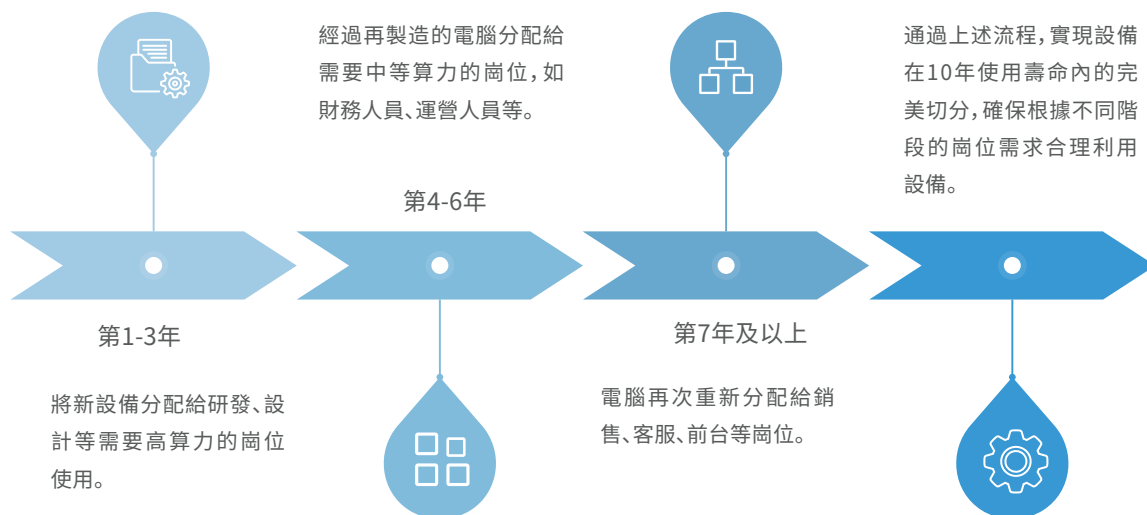 第1-3年
將新設備分配給研發、設
計等需要高算力的崗位
使用。
經過再製造的電腦分配給
需要中等算力的崗位,如
財務人員、運營人員等。
第4-6年
第7年及以上
電腦再次重新分配給銷
售、客服、前台等崗位。
通過上述流程,實現設備
在10年使用壽命內的完
美切分,確保根據不同階
段的崗位需求合理利用
設備。